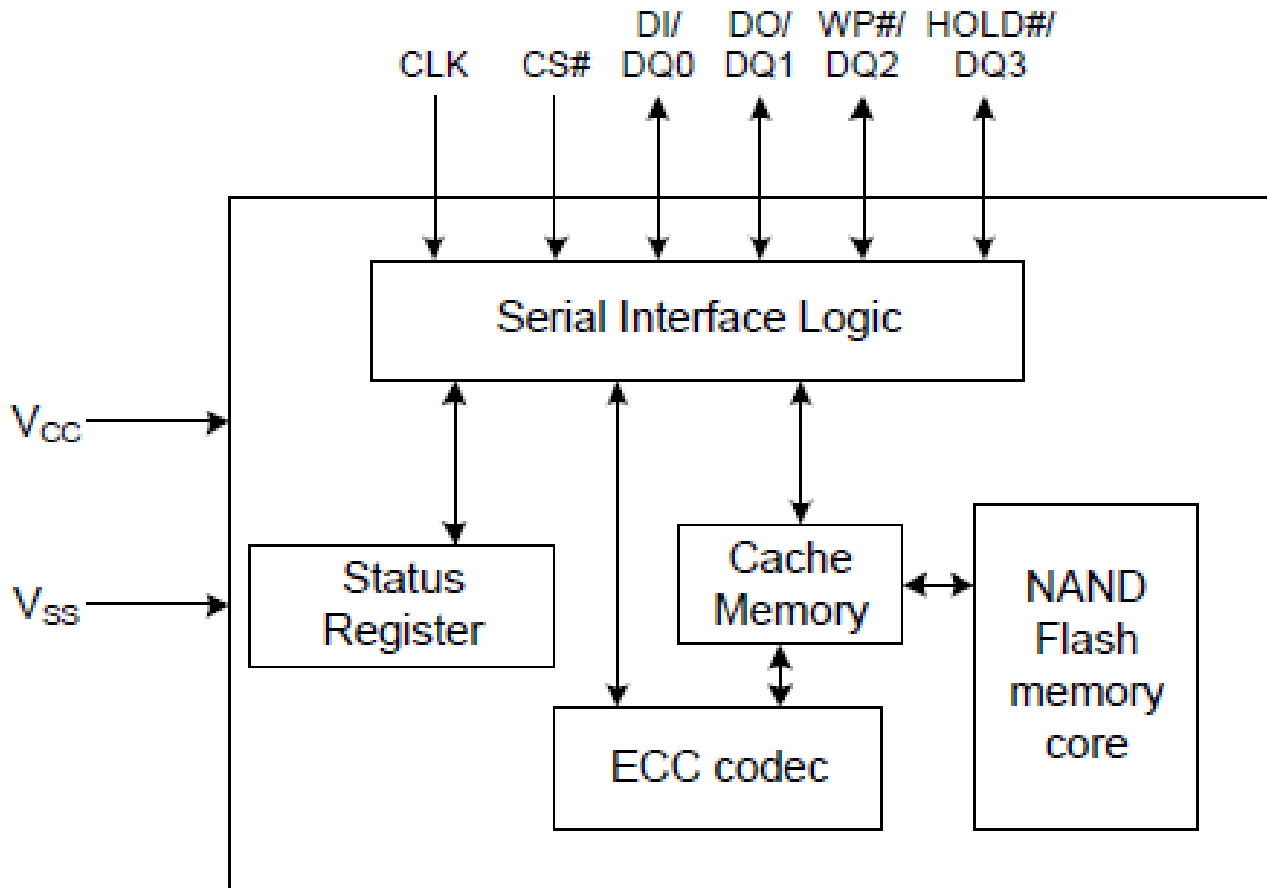 DI/ DO/ WP#/ HOLD#/
CLK CS# DQ0 DQ1 DQ2 DQ3
Serial Interface Logic
VCC
VSS
Status
Register
Cache
Memory
NAND
Flash
memory
core
ECC codec